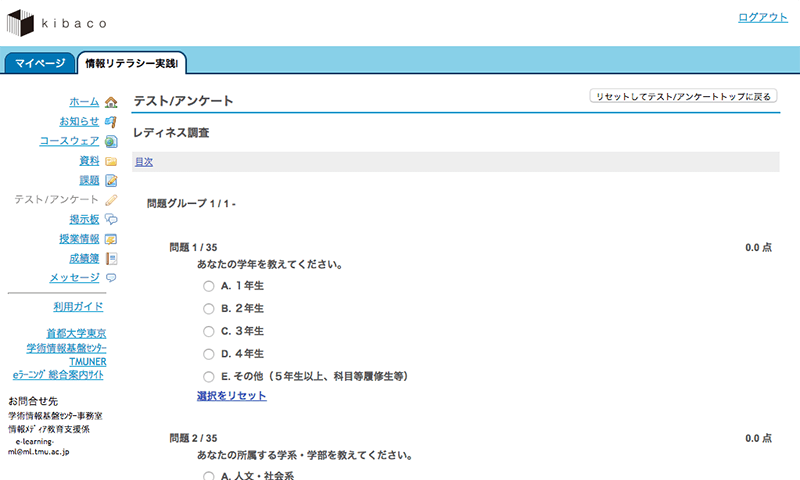 kibaco
ログアウト
マイページ
情報リテラシー実践I
ホーム
お知らせ
コースウェア
資料
課題
テスト/アンケート
掲示板
授業情報
成績簿
メッセージ
利用ガイド
首都大学東京
学術情報基盤センター
TMUNER
eラーニング総合案内サイト
お問合せ先
学術情報基盤センター事務室
情報メディア教育支援係
e-learning-
ml@ml.tmu.ac.jp
テスト/アンケート
リセットしてテスト/アンケートトップに戻る
レディネス調査
目次
問題グループ 1 / 1 -
問題 1 / 35 0.0 点
あなたの学年を教えてください。
A. １年生
B. ２年生
C. ３年生
D. ４年生
E. その他（５年生以上、科目等履修生等）
選択をリセット
問題 2 / 35 0.0 点
あなたの所属する学系・学部を教えてください。
A. 人文・社会系